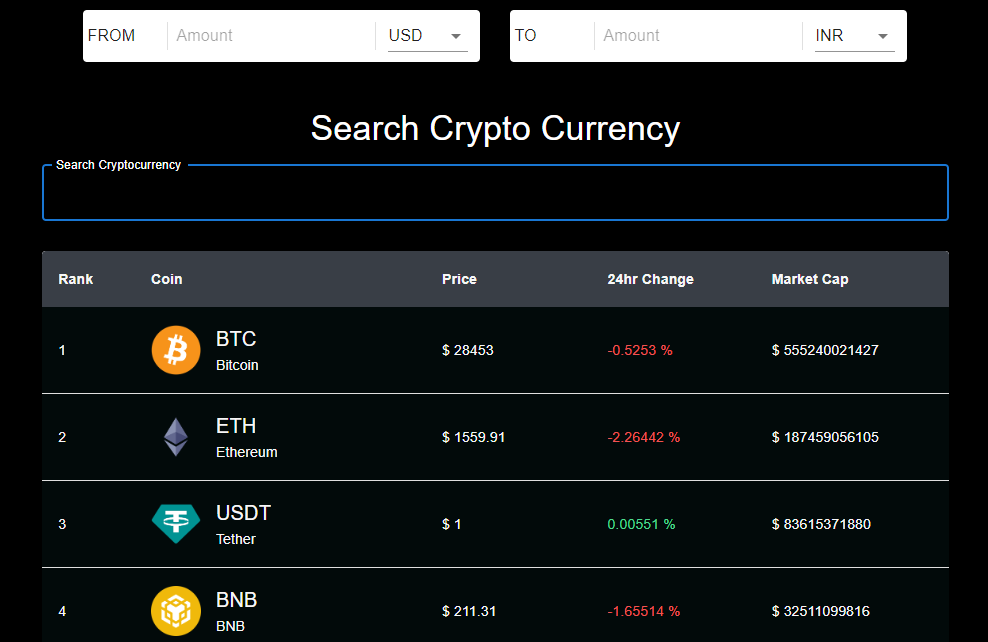 FROM Amount USD TO Amount INR
Search Crypto Currency
Search Cryptocurrency
Rank Coin Price 24hr Change Market Cap
1 BTC Bitcoin $ 28453 -0.5253 % $ 555240021427
2 ETH Ethereum $ 1559.91 -2.26442 % $ 187459056105
3 USDT Tether $ 1 0.00551 % $ 83615371880
4 BNB BNB $ 211.31 -1.65514 % $ 32511099816